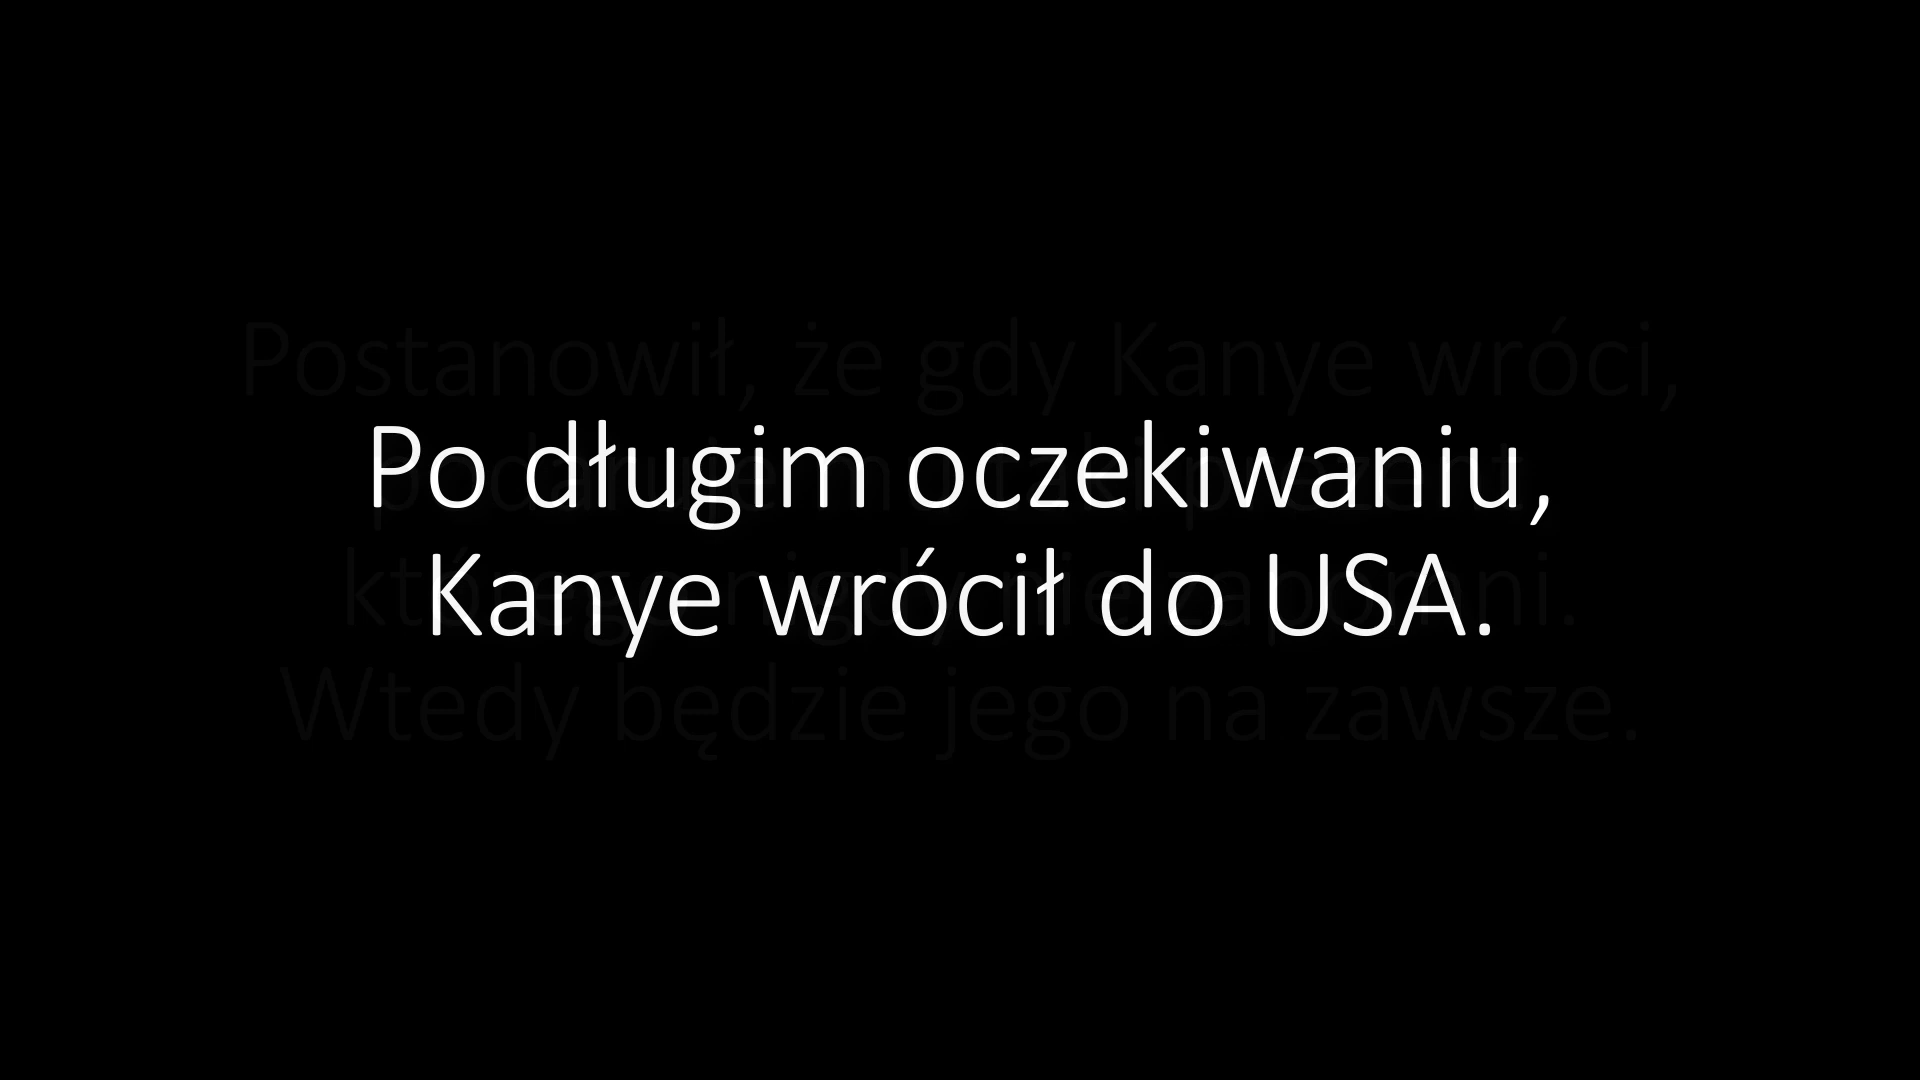 Postanowił, że gdy Kanye wróci,
Po długim oczekiwaniu,
Kanye wrócił do USA.
Wtedy będzie jego na zawsze.